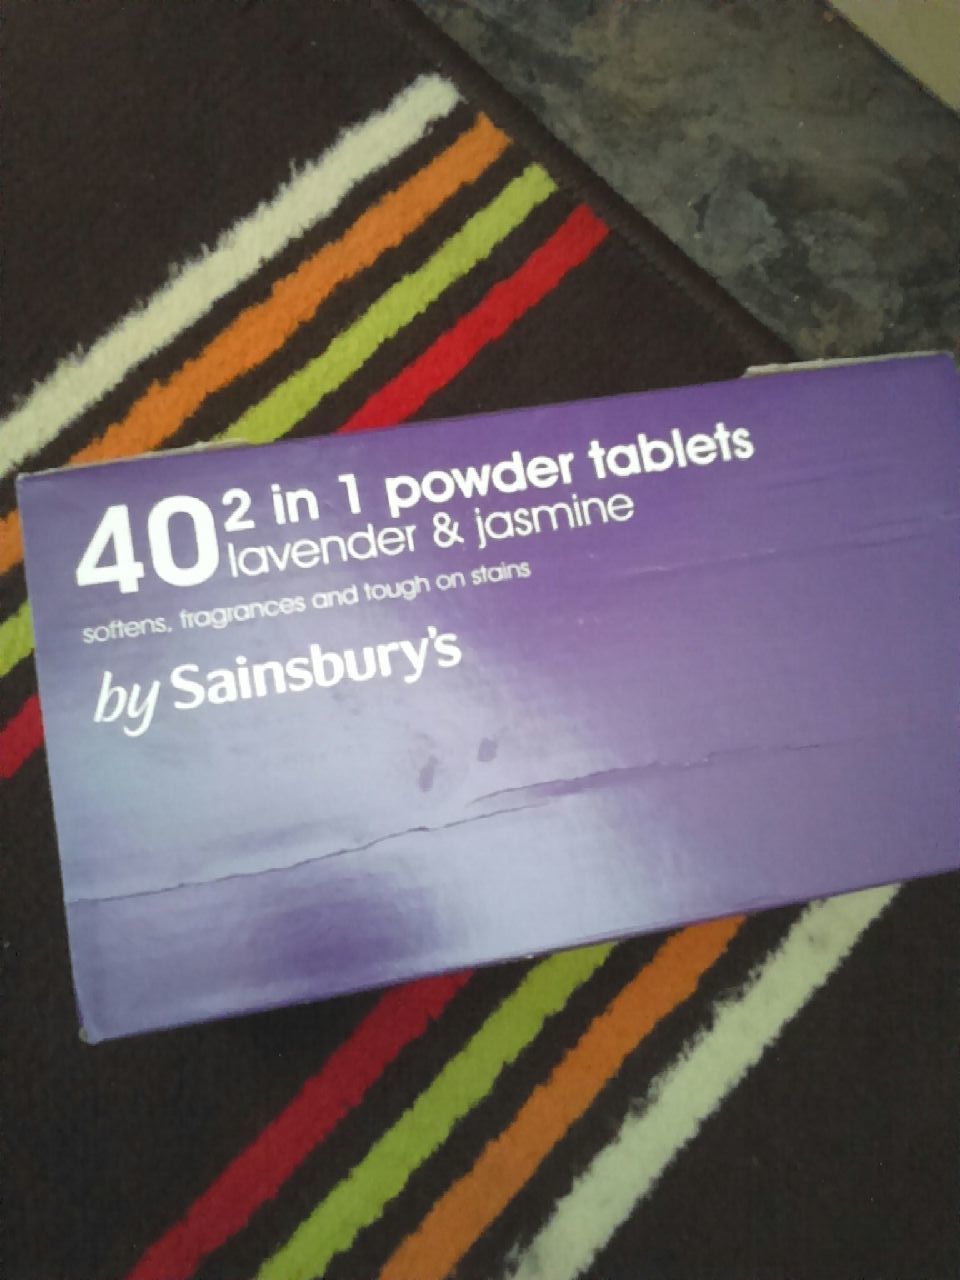 40 2 in 1 powder tablets
lavender & jasmine
softens, fragrances and tough on stains
by Sainsbury's